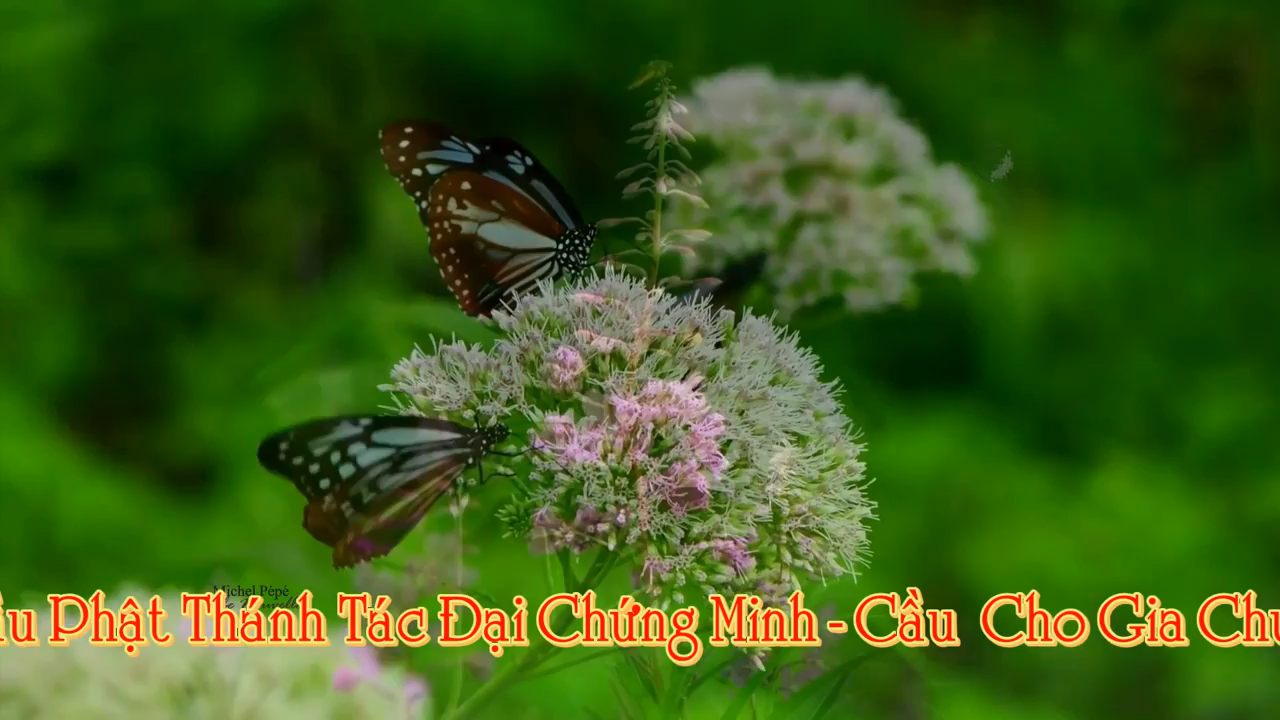 Michel Pépé
Phật Thánh Tác Đại Chứng Minh - Cầu Cho Gia